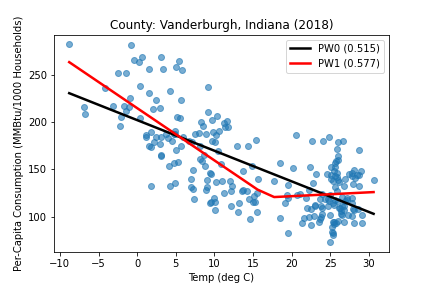 County: Vanderburgh, Indiana (2018)
PW0 (0.515)
PW1 (0.577)
Per-Capita Consumption (MMBtu/1000 Households)
250
200
150
100
−10 −5 0 5 10 15 20 25 30
Temp (deg C)